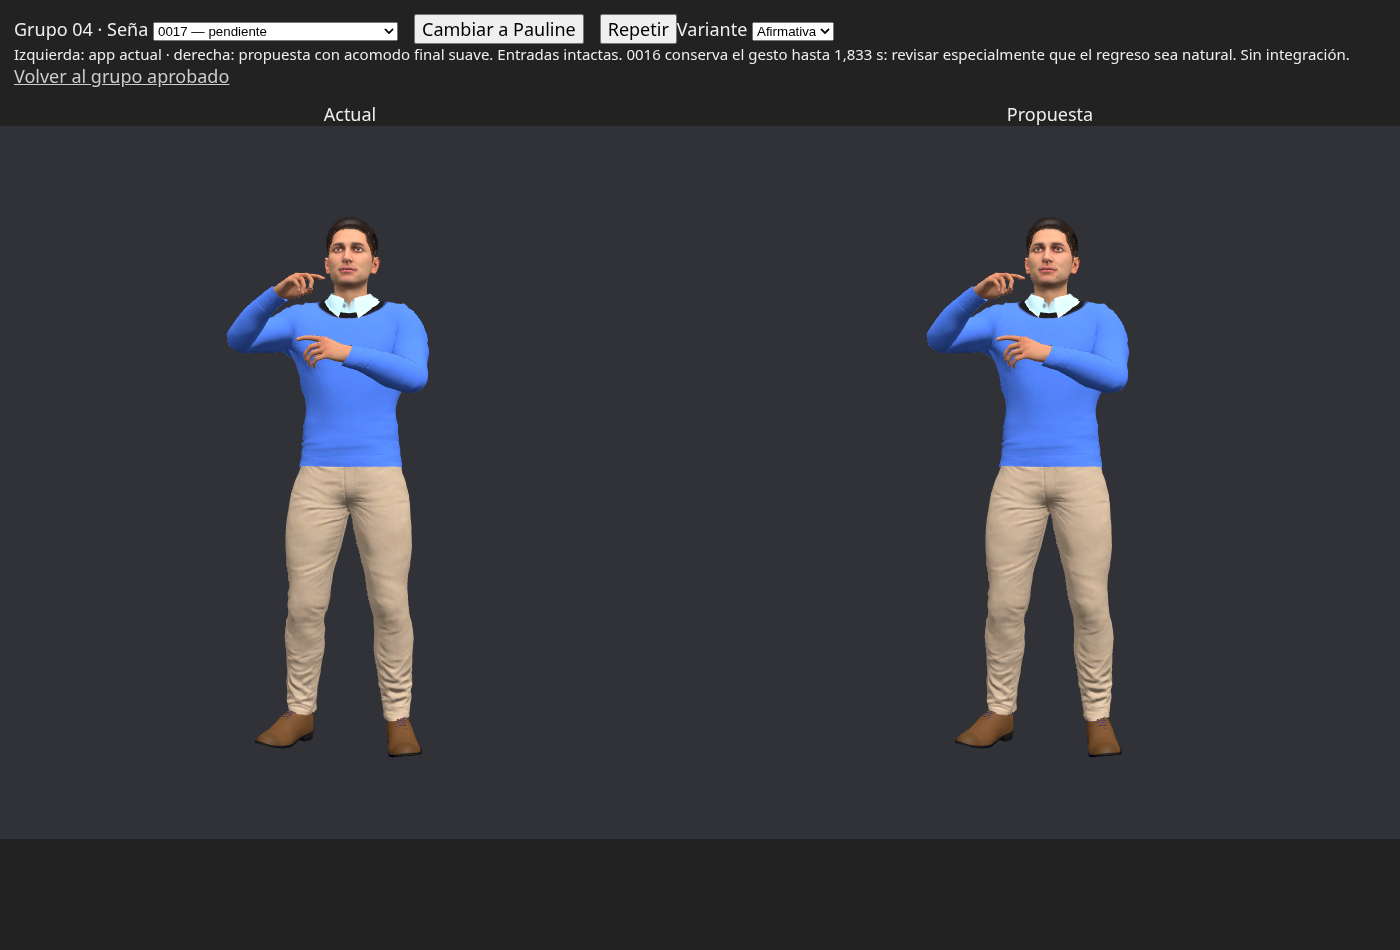 Grupo 04 · Seña 0017 — pendiente Cambiar a Pauline Repetir Variante Afirmativa
Izquierda: app actual · derecha: propuesta con acomodo final suave. Entradas intactas. 0016 conserva el gesto hasta 1,833 s: revisar especialmente que el regreso sea natural. Sin integración.
Volver al grupo aprobado
Actual Propuesta